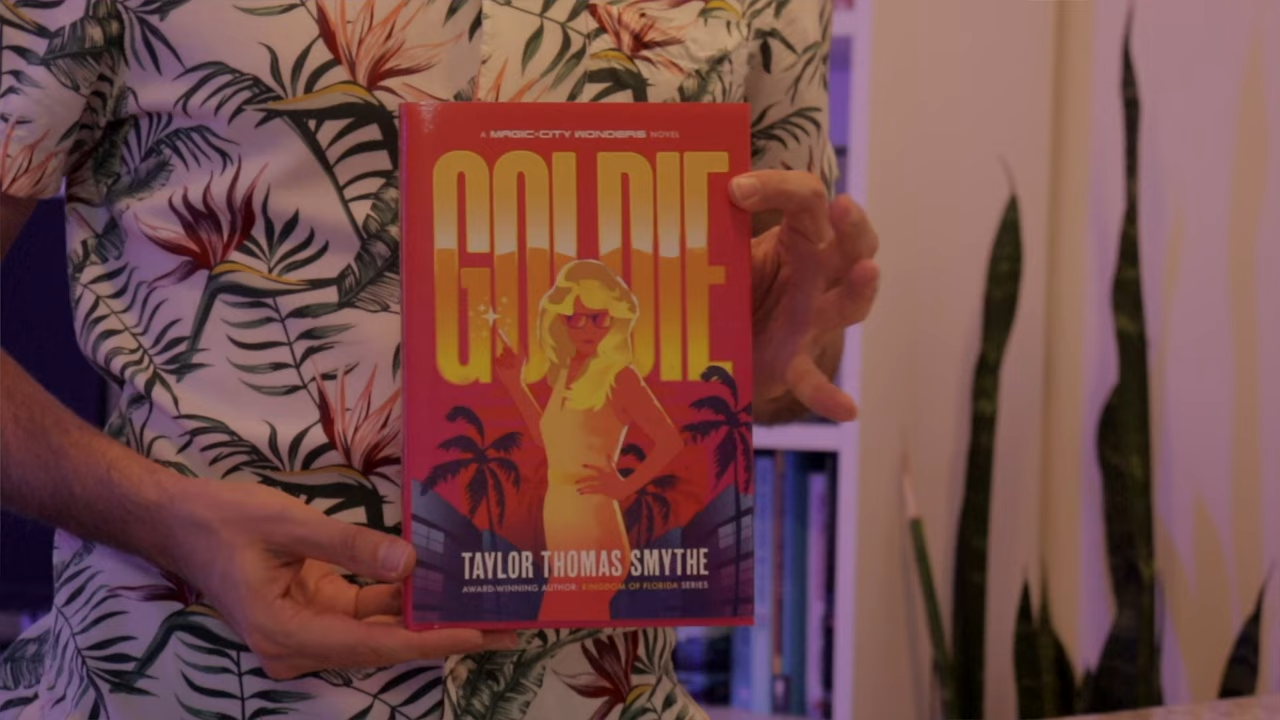 A MAGIC-CITY WONDERS NOVEL
GOLDIE
TAYLOR THOMAS SMYTHE
AWARD-WINNING AUTHOR: KINGDOM OF FLORIDA SERIES